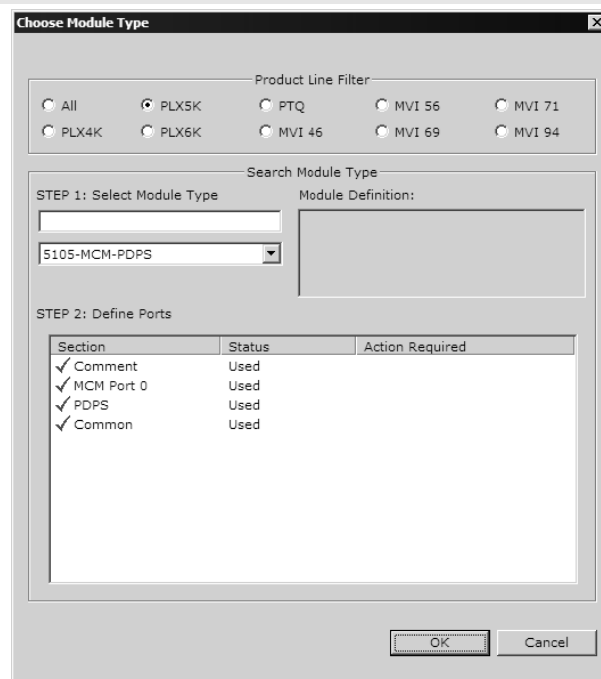 Choose Module Type
Product Line Filter
All PLX5K PTQ MVI 56 MVI 71
PLX4K PLX6K MVI 46 MVI 69 MVI 94
Search Module Type
STEP 1: Select Module Type Module Definition:
5105-MCM-PDPS
STEP 2: Define Ports
Section Status Action Required
Comment Used
MCM Port 0 Used
PDPS Used
Common Used
OK Cancel